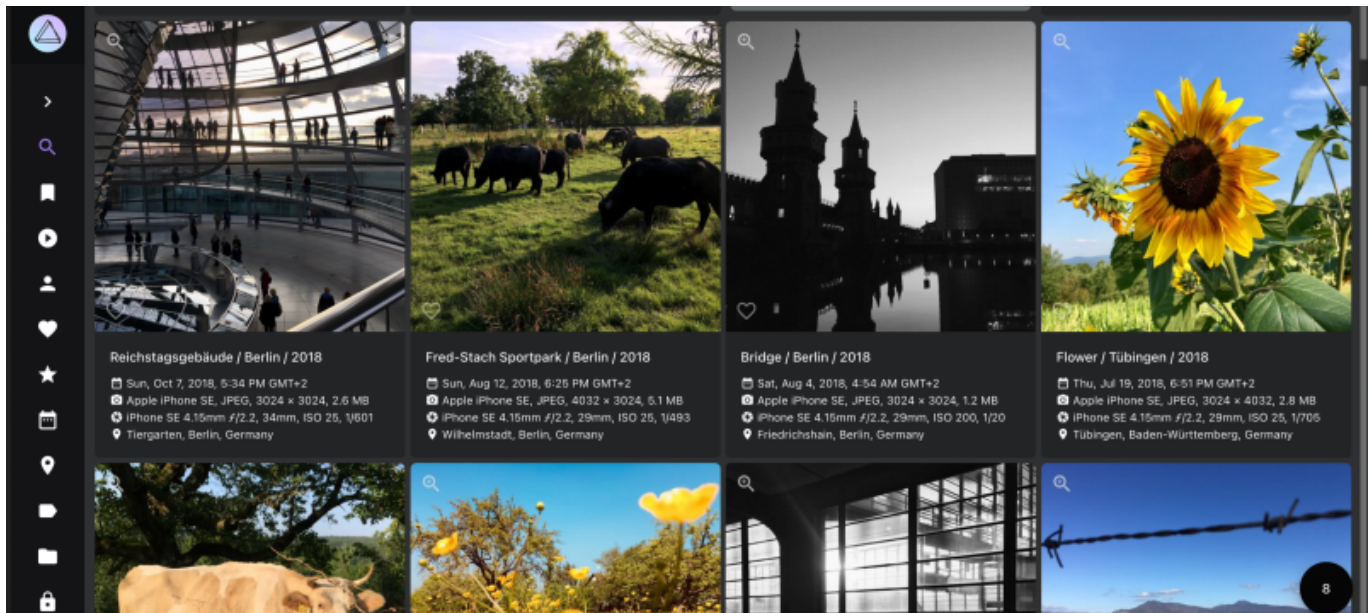 Reichstagsgebäude / Berlin / 2018
Sun, Oct 7, 2018, 5:34 PM GMT+2
Apple iPhone SE, JPEG, 3024 × 3024, 2.6 MB
iPhone SE 4.15mm ƒ/2.2, 34mm, ISO 25, 1/601
Tiergarten, Berlin, Germany
Fred-Stach Sportpark / Berlin / 2018
Sun, Aug 12, 2018, 6:25 PM GMT+2
Apple iPhone SE, JPEG, 4032 × 3024, 5.1 MB
iPhone SE 4.15mm ƒ/2.2, 29mm, ISO 25, 1/493
Wilhelmstadt, Berlin, Germany
Bridge / Berlin / 2018
Sat, Aug 4, 2018, 4:54 AM GMT+2
Apple iPhone SE, JPEG, 3024 × 3024, 1.2 MB
iPhone SE 4.15mm ƒ/2.2, 29mm, ISO 200, 1/20
Friedrichshain, Berlin, Germany
Flower / Tübingen / 2018
Thu, Jul 19, 2018, 6:51 PM GMT+2
Apple iPhone SE, JPEG, 3024 × 4032, 2.8 MB
iPhone SE 4.15mm ƒ/2.2, 29mm, ISO 25, 1/705
Tübingen, Baden-Württemberg, Germany
8